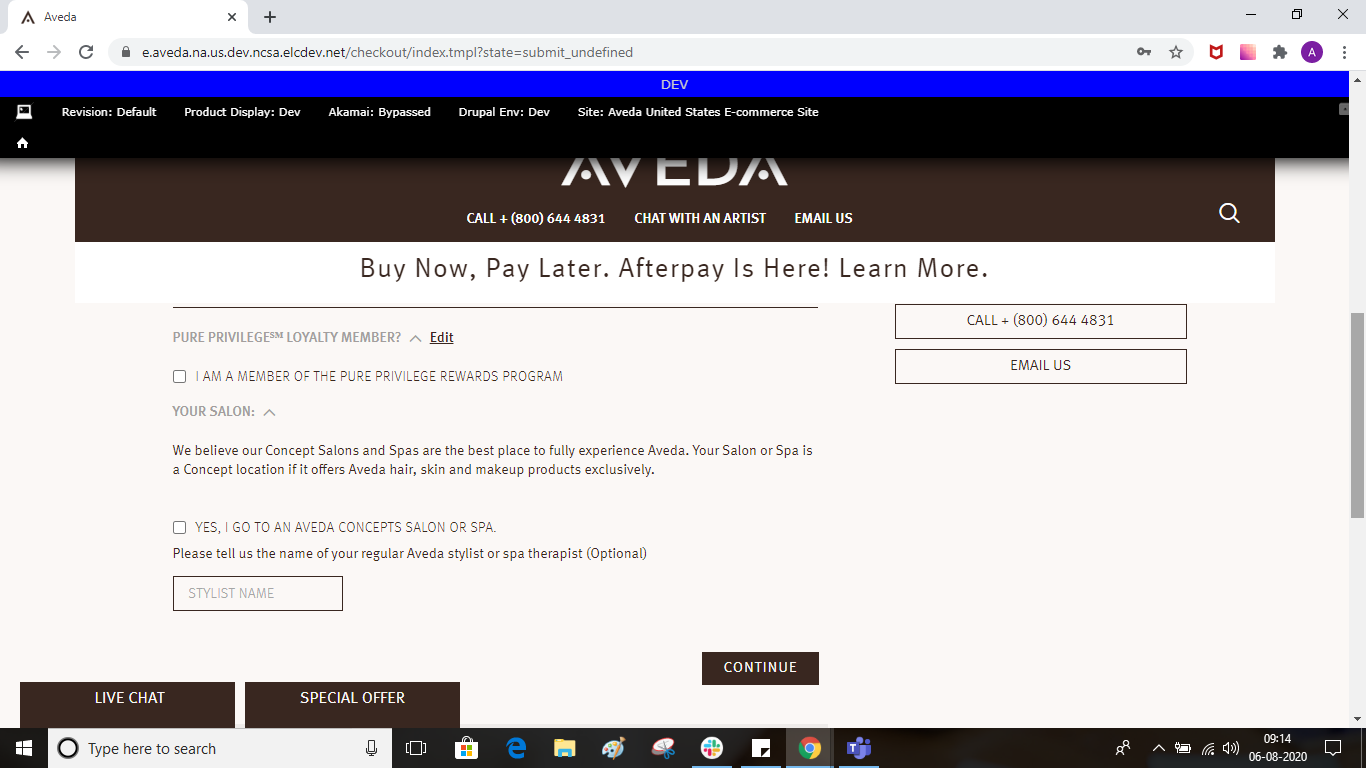 Aveda
e.aveda.na.us.dev.ncsa.elcdev.net/checkout/index.tmpl?state=submit_undefined
A
DEV
Revision: Default Product Display: Dev Akamai: Bypassed Drupal Env: Dev Site: Aveda United States E-commerce Site
AVEDA
CALL + (800) 644 4831 CHAT WITH AN ARTIST EMAIL US
Buy Now, Pay Later. Afterpay Is Here! Learn More.
PURE PRIVILEGE℠ LOYALTY MEMBER? Edit
I AM A MEMBER OF THE PURE PRIVILEGE REWARDS PROGRAM
YOUR SALON:
We believe our Concept Salons and Spas are the best place to fully experience Aveda. Your Salon or Spa is
a Concept location if it offers Aveda hair, skin and makeup products exclusively.
YES, I GO TO AN AVEDA CONCEPTS SALON OR SPA.
Please tell us the name of your regular Aveda stylist or spa therapist (Optional)
STYLIST NAME
CONTINUE
CALL + (800) 644 4831
EMAIL US
LIVE CHAT
SPECIAL OFFER
Type here to search
09:14
06-08-2020